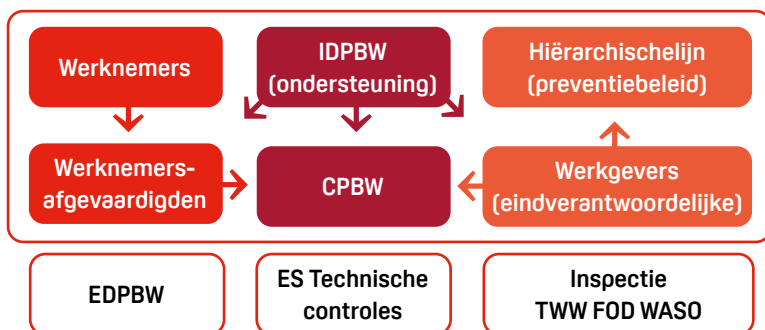 Werknemers
IDPBW
(ondersteuning)
Hiërarchischelijn
(preventiebeleid)
Werknemers-
afgevaardigden
CPBW
Werkgevers
(eindverantwoordelijke)
EDPBW
ES Technische
controles
Inspectie
TWW FOD WASO